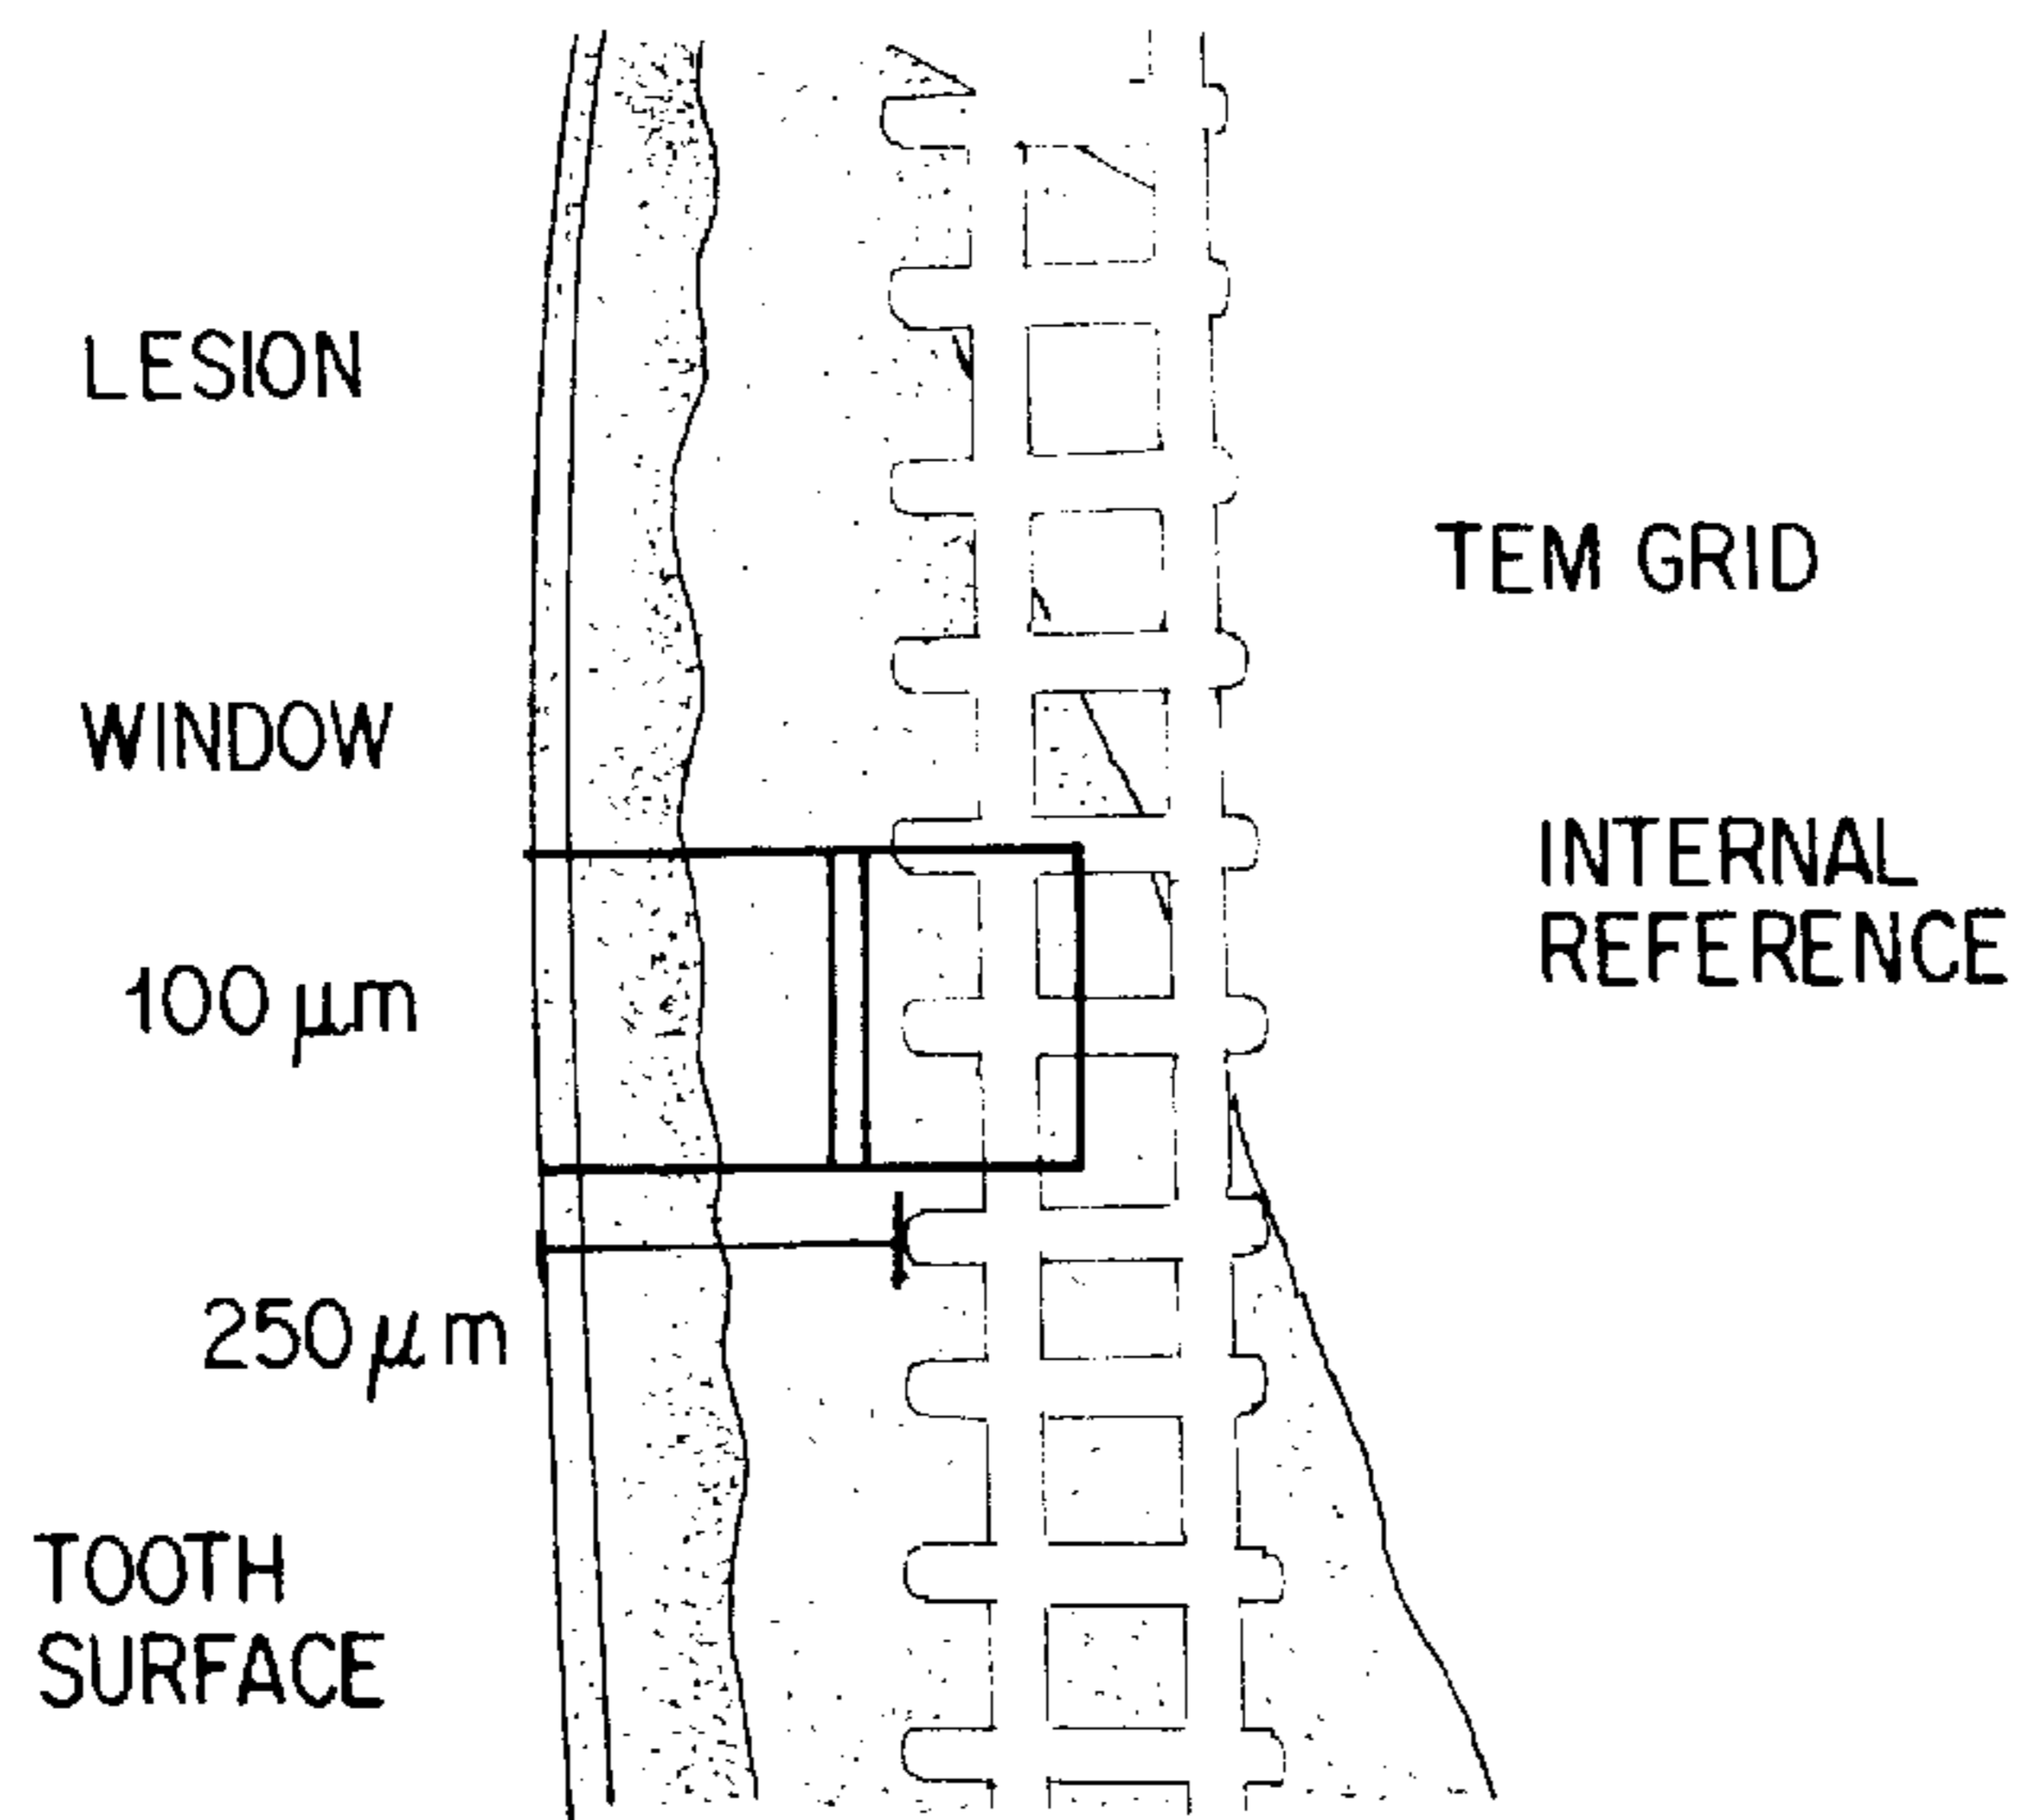 LESION
TEM GRID
WINDOW
INTERNAL
REFERENCE
100 μm
250 μm
TOOTH
SURFACE